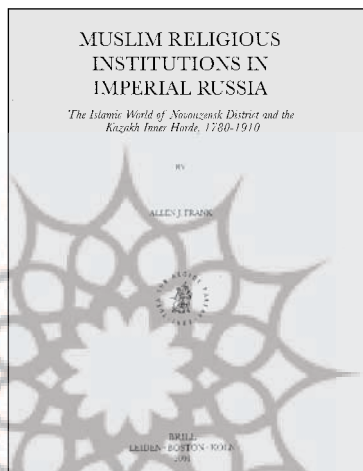 MUSLIM RELIGIOUS
INSTITUTIONS IN
IMPERIAL RUSSIA
The Islamic World of Novouzensk District and the
Kazakh Inner Horde, 1780-1910
BY
ALLEN J. FRANK
BRILL
LEIDEN · BOSTON · KÖLN
2001